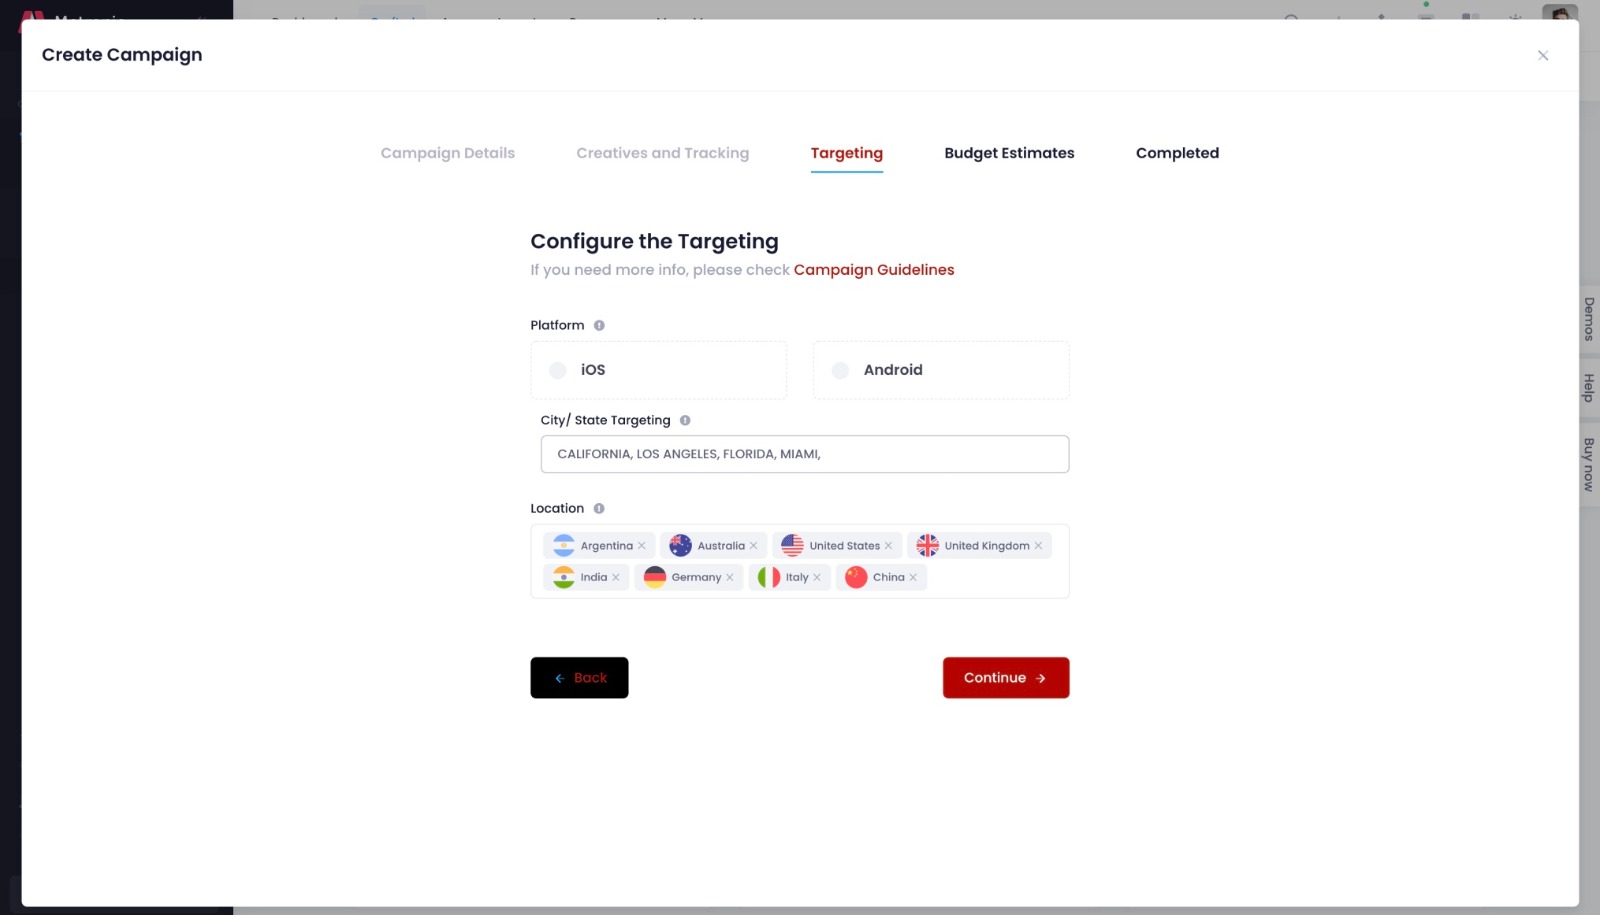 Create Campaign
Campaign Details
Creatives and Tracking
Targeting
Budget Estimates
Completed
Configure the Targeting
If you need more info, please check Campaign Guidelines
Platform
iOS
Android
City/ State Targeting
CALIFORNIA, LOS ANGELES, FLORIDA, MIAMI,
Location
Argentina
Australia
United States
United Kingdom
India
Germany
Italy
China
Back
Continue
Demos
Help
Buy now